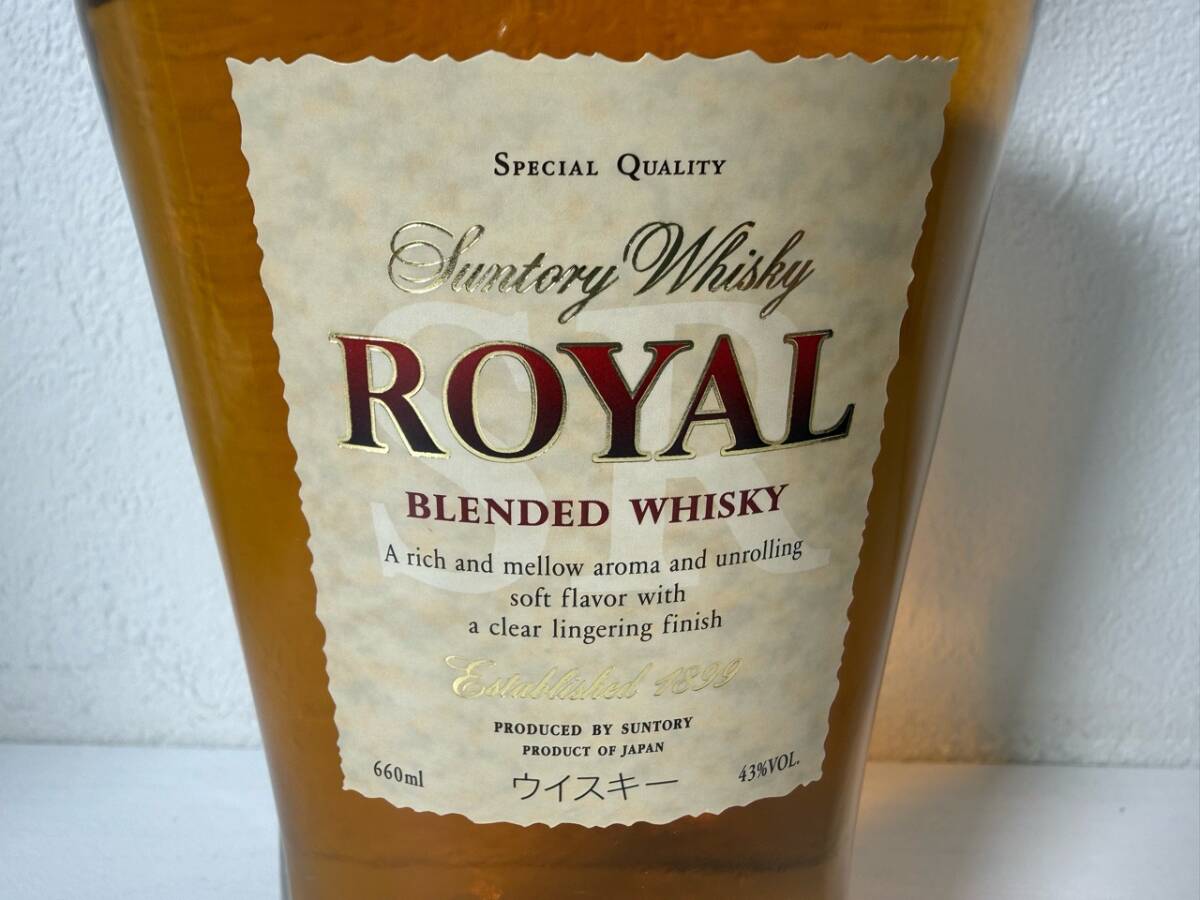 SPECIAL QUALITY
Suntory Whisky
SR
ROYAL
BLENDED WHISKY
A rich and mellow aroma and unrolling
soft flavor with
a clear lingering finish
Established 1899
PRODUCED BY SUNTORY
PRODUCT OF JAPAN
660ml ウイスキー 43%VOL.